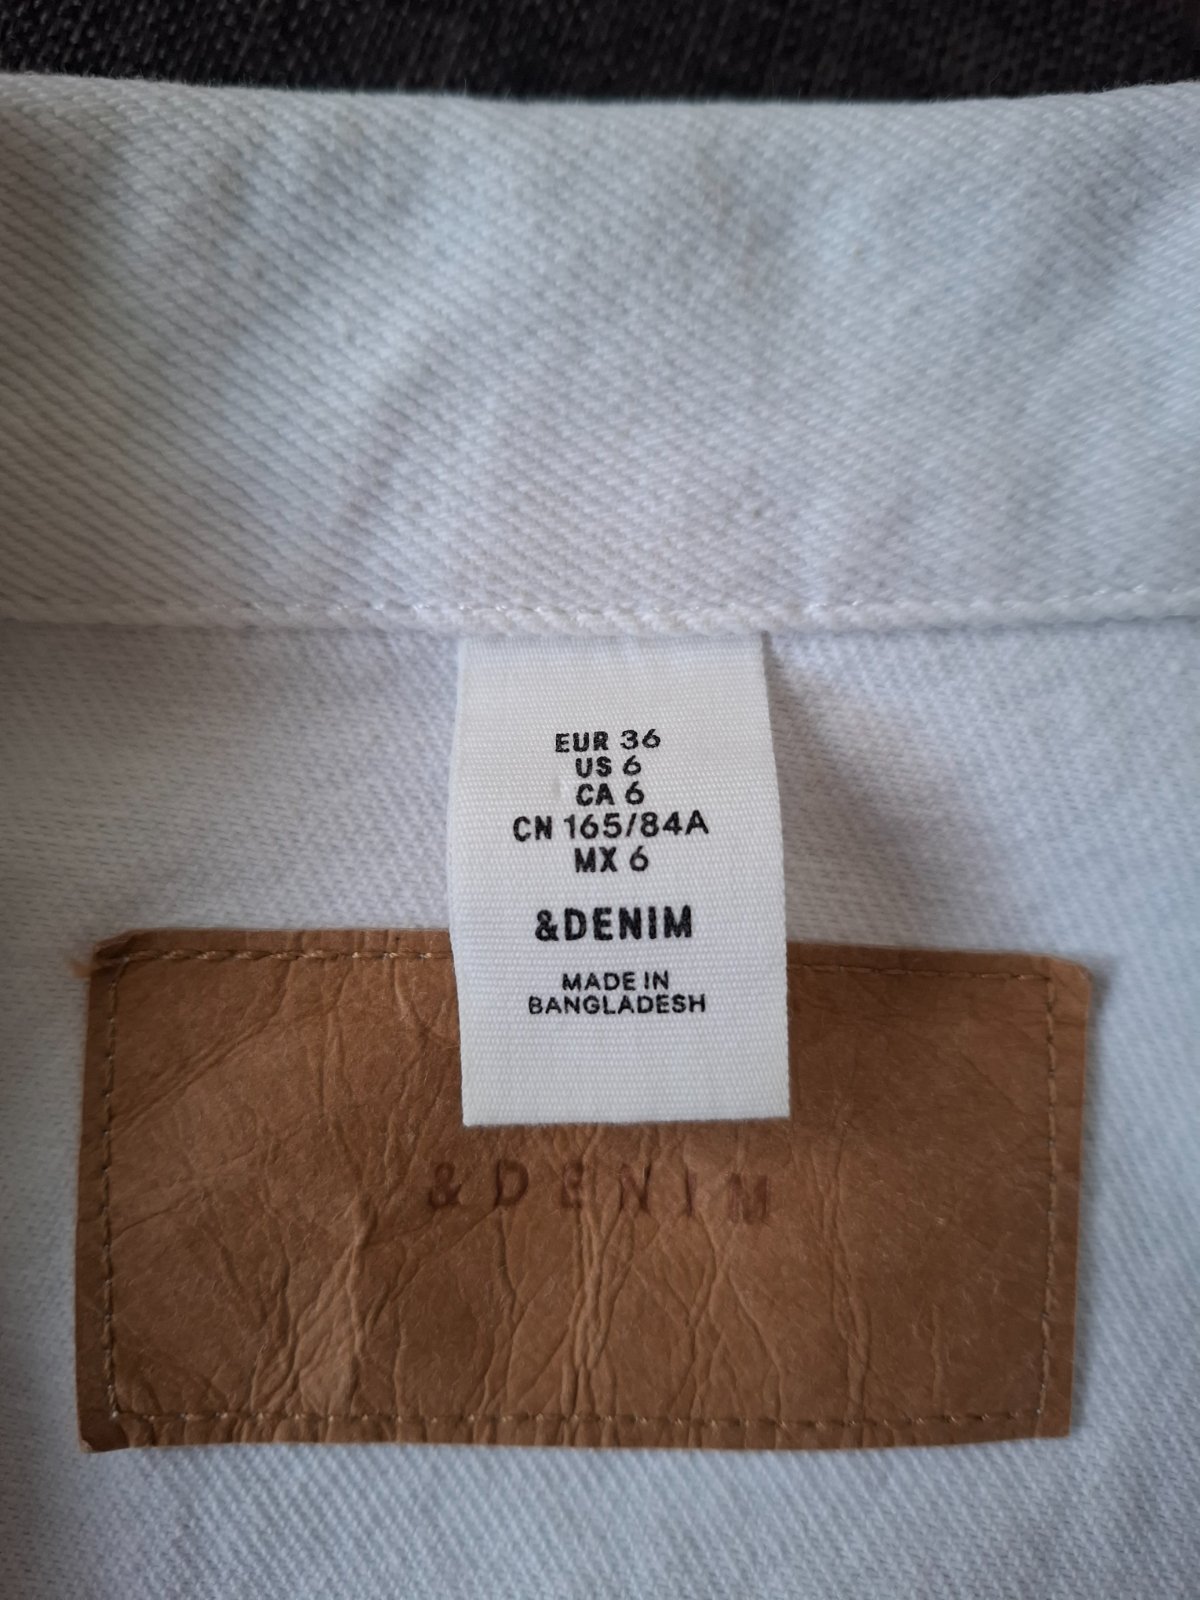 EUR 36
US 6
CA 6
CN 165/84A
MX 6
&DENIM
MADE IN
BANGLADESH
&DENIM